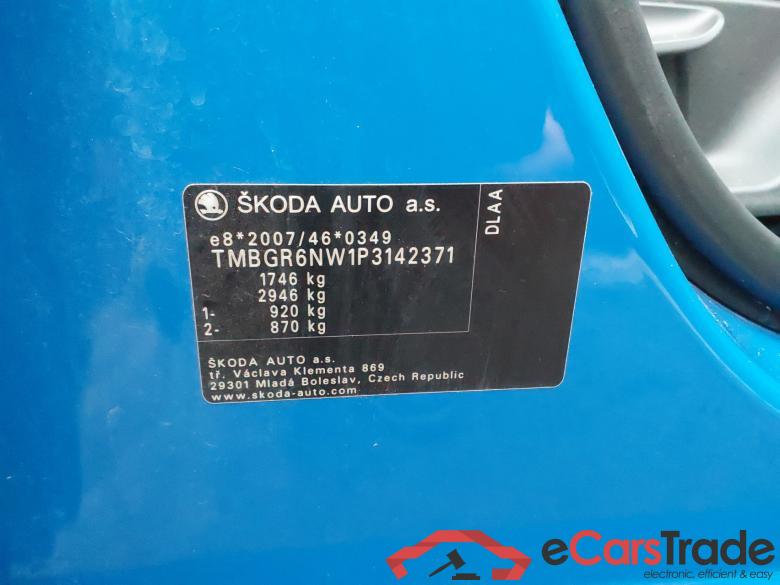 ŠKODA AUTO a.s.
DLAA
e8*2007/46*0349
TMBGR6NW1P3142371
1746 kg
2946 kg
1- 920 kg
2- 870 kg
ŠKODA AUTO a.s.
tř. Václava Klementa 869
29301 Mladá Boleslav, Czech Republic
www.skoda-auto.com
eCarsTrade
electronic, efficient & easy